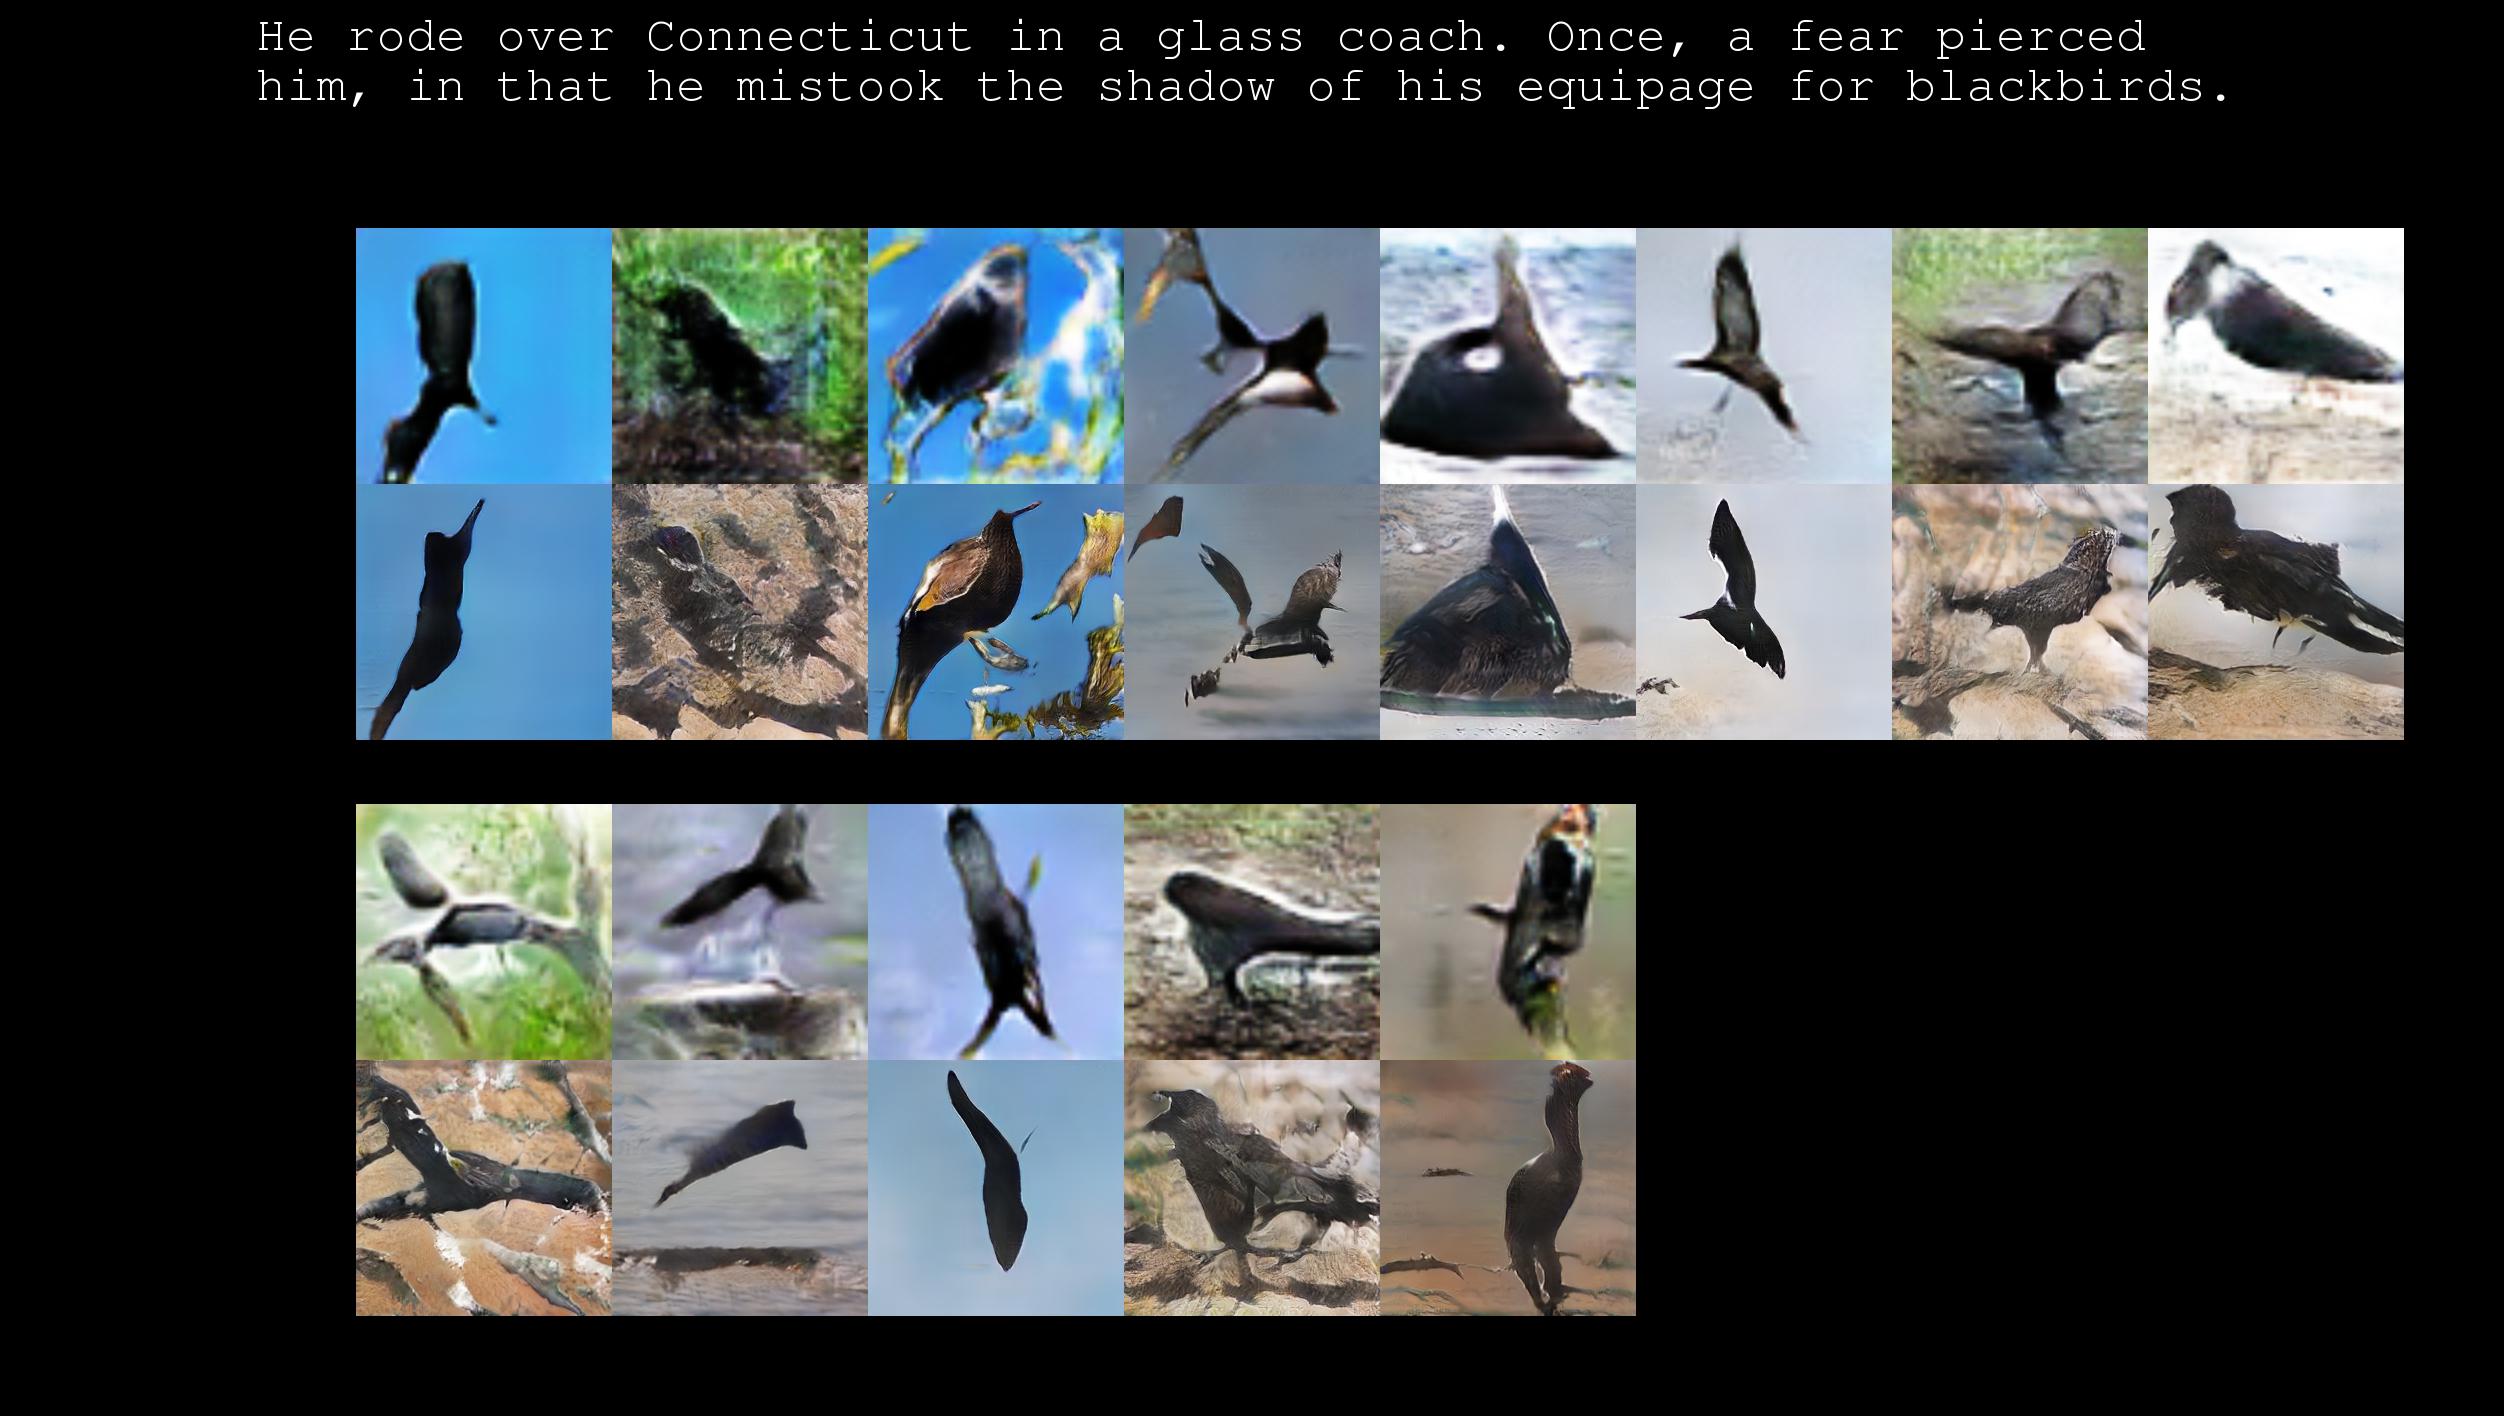 He rode over Connecticut in a glass coach. Once, a fear pierced
him, in that he mistook the shadow of his equipage for blackbirds.